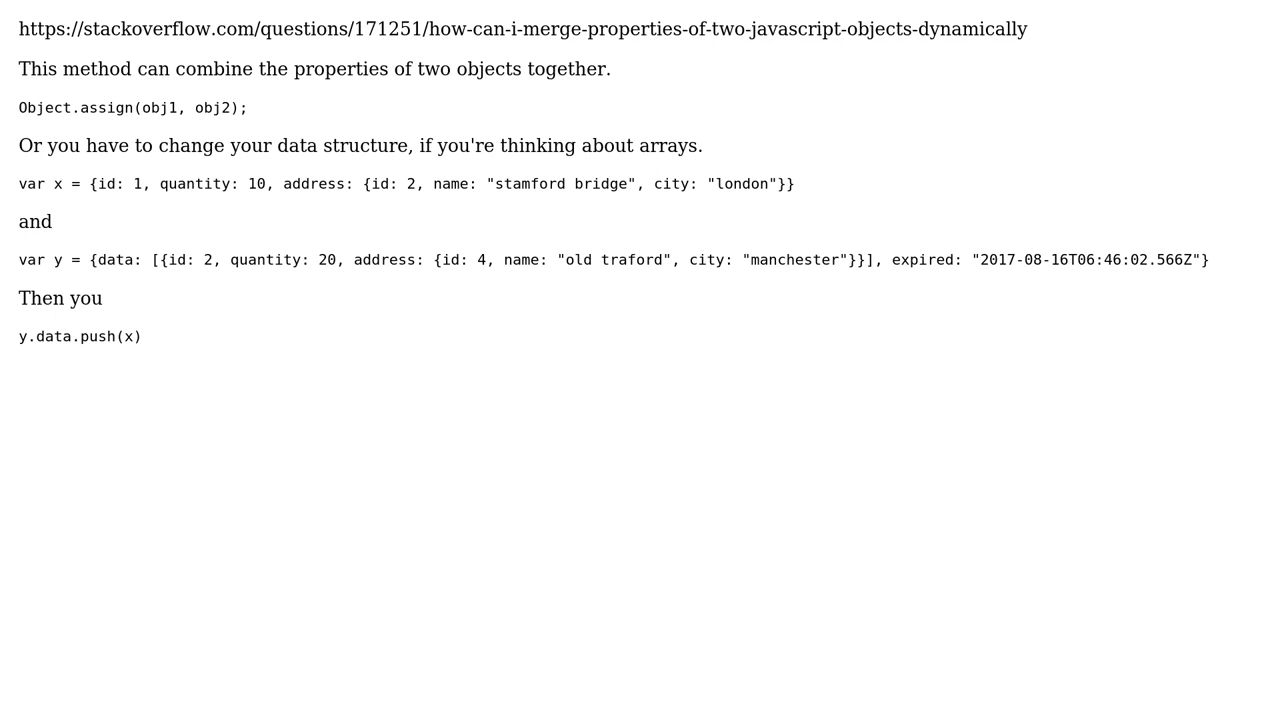 https://stackoverflow.com/questions/171251/how-can-i-merge-properties-of-two-javascript-objects-dynamically
This method can combine the properties of two objects together.
Object.assign(obj1, obj2);
Or you have to change your data structure, if you're thinking about arrays.
var x = {id: 1, quantity: 10, address: {id: 2, name: "stamford bridge", city: "london"}}
and
var y = {data: [{id: 2, quantity: 20, address: {id: 4, name: "old traford", city: "manchester"}}], expired: "2017-08-16T06:46:02.566Z"}
Then you
y.data.push(x)